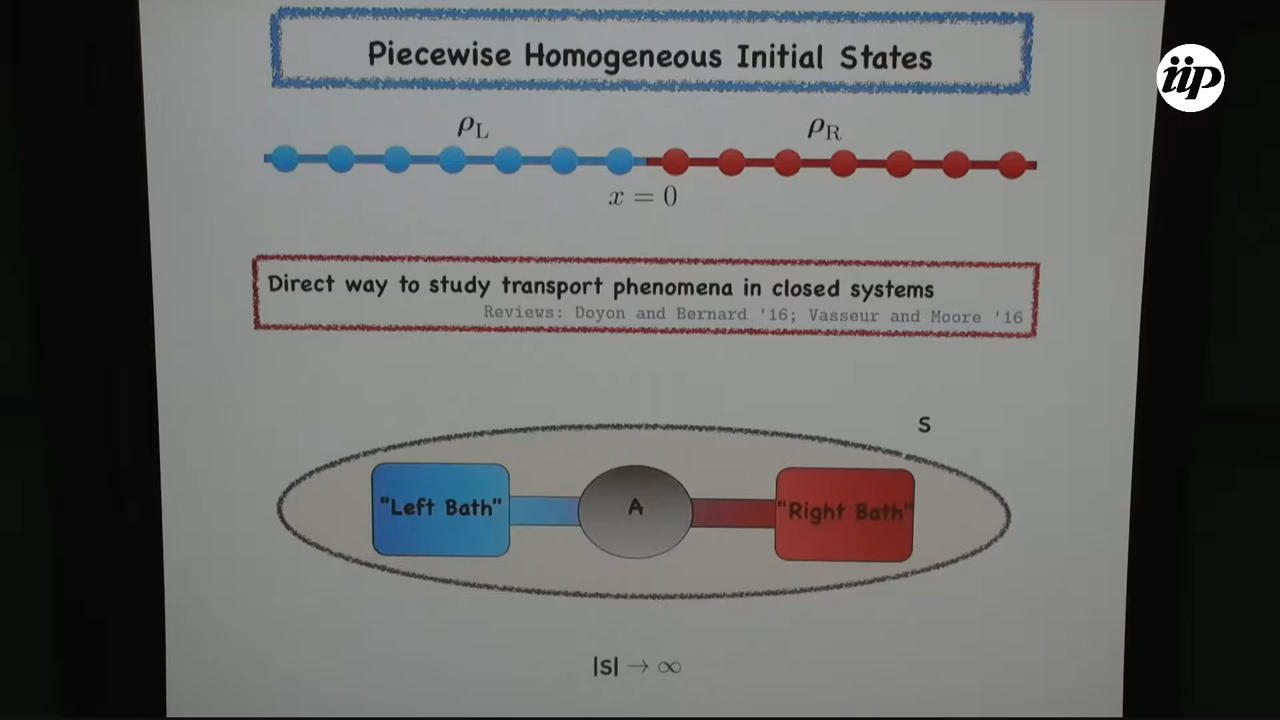 iip
Piecewise Homogeneous Initial States
ρL ρR
x = 0
Direct way to study transport phenomena in closed systems
Reviews: Doyon and Bernard '16; Vasseur and Moore '16
S
"Left Bath" A "Right Bath"
|S| → ∞